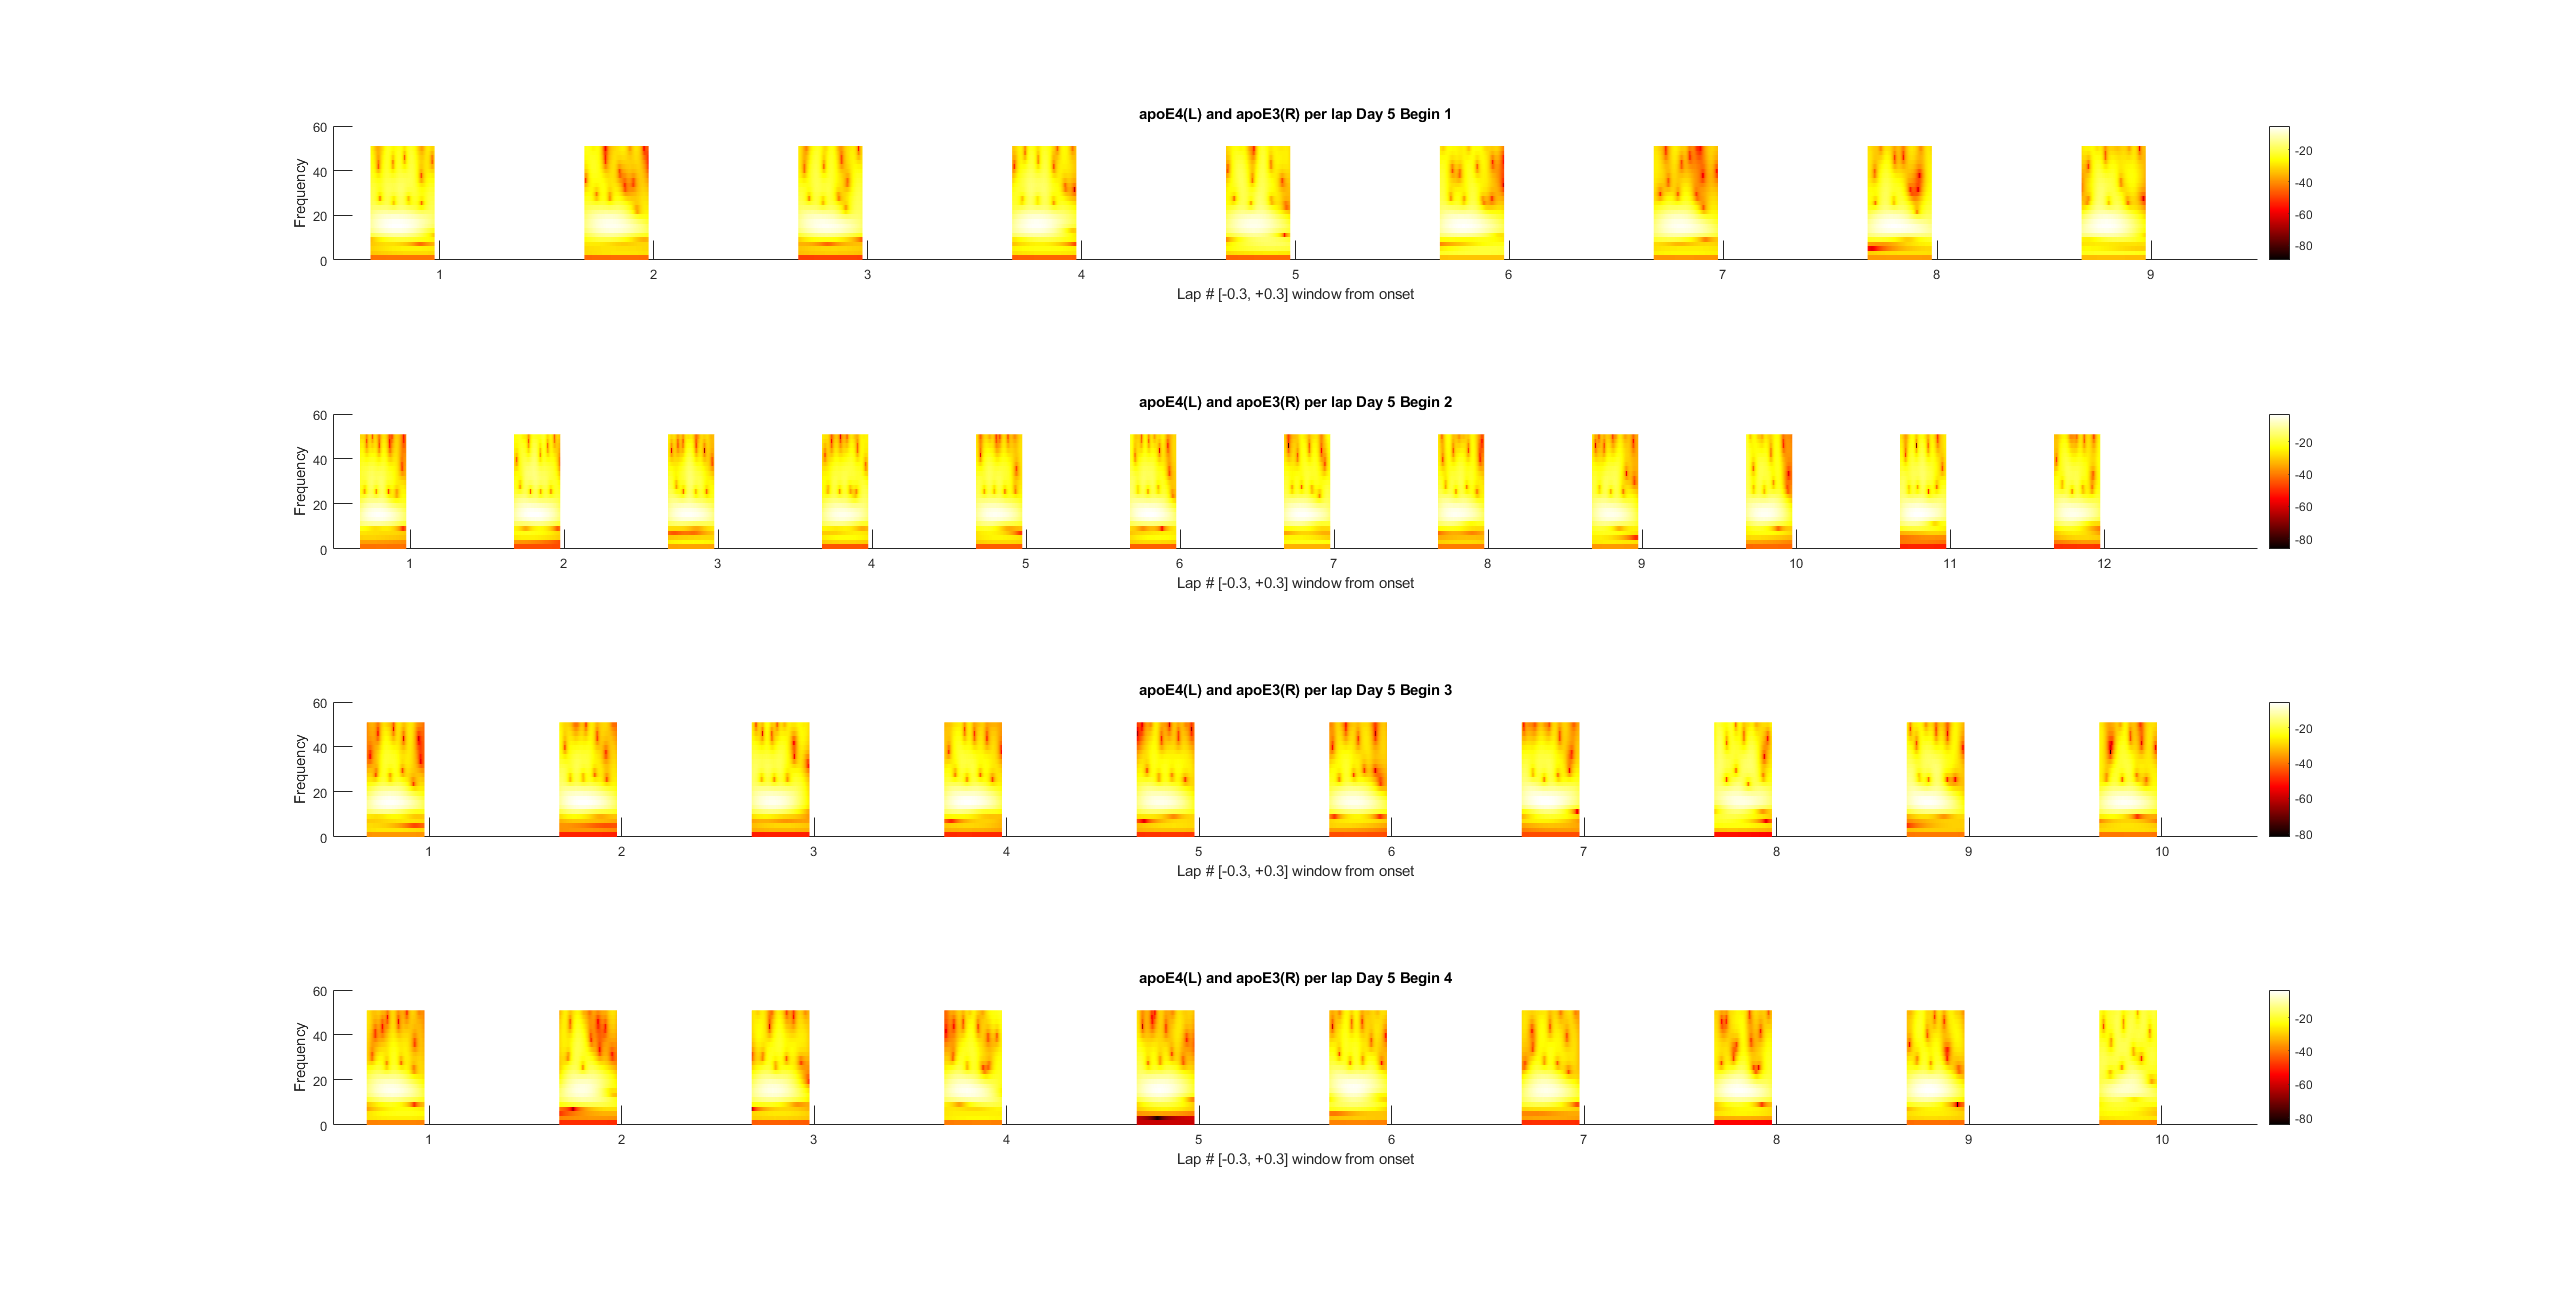 apoE4(L) and apoE3(R) per lap Day 5 Begin 1
60
40
20
0
Frequency
1 2 3 4 5 6 7 8 9
Lap # [-0.3, +0.3] window from onset
-20
-40
-60
-80
apoE4(L) and apoE3(R) per lap Day 5 Begin 2
60
40
20
0
Frequency
1 2 3 4 5 6 7 8 9 10 11 12
Lap # [-0.3, +0.3] window from onset
-20
-40
-60
-80
apoE4(L) and apoE3(R) per lap Day 5 Begin 3
60
40
20
0
Frequency
1 2 3 4 5 6 7 8 9 10
Lap # [-0.3, +0.3] window from onset
-20
-40
-60
-80
apoE4(L) and apoE3(R) per lap Day 5 Begin 4
60
40
20
0
Frequency
1 2 3 4 5 6 7 8 9 10
Lap # [-0.3, +0.3] window from onset
-20
-40
-60
-80